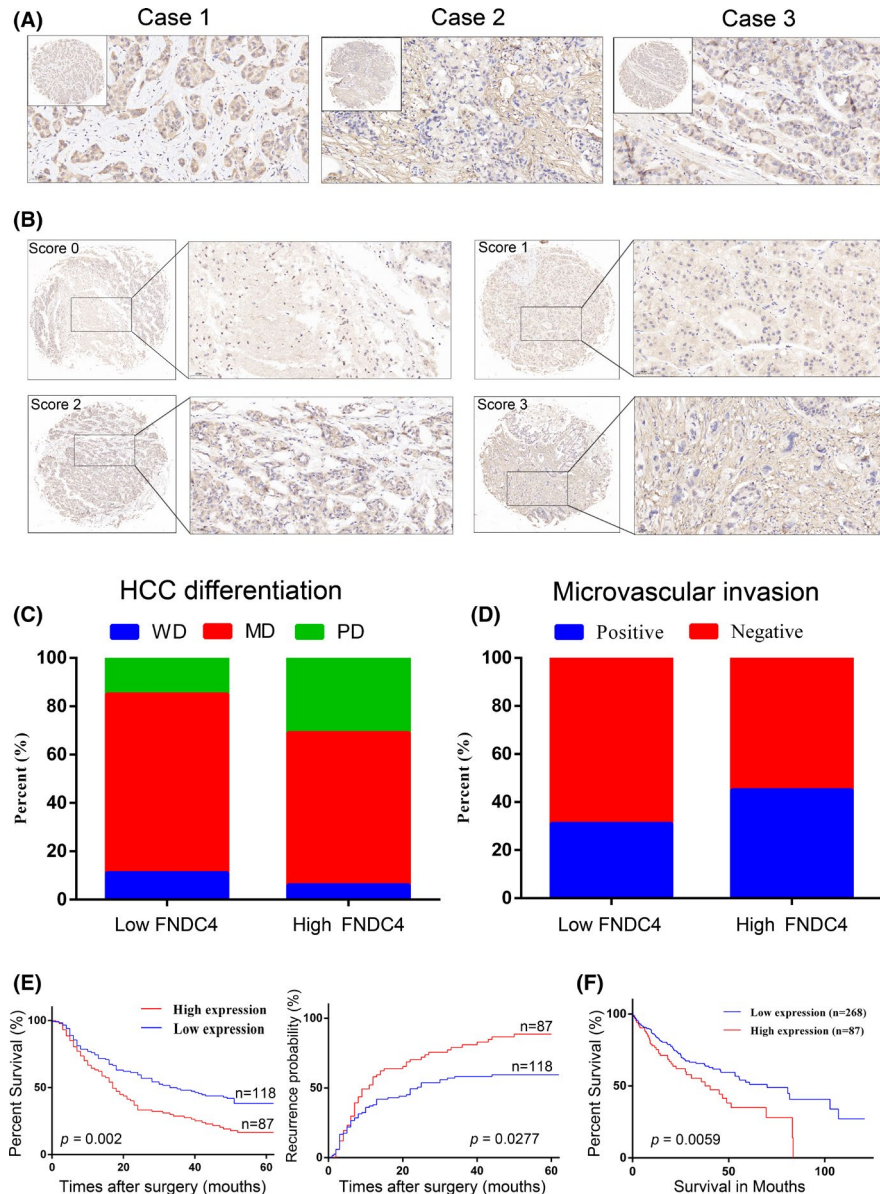 (A)
Case 1
Case 2
Case 3
(B)
Score 0
Score 1
Score 2
Score 3
(C)
HCC differentiation
WD MD PD
Percent (%)
100
80
60
40
20
0
Low FNDC4 High FNDC4
(D)
Microvascular invasion
Positive Negative
Percent (%)
100
80
60
40
20
0
Low FNDC4 High FNDC4
(E)
Percent Survival (%)
100
50
0
High expression
Low expression
n=118
n=87
p = 0.002
0 20 40 60
Times after surgery (mouths)
Recurrence probability (%)
100
50
0
n=87
n=118
p = 0.0277
0 20 40 60
Times after surgery (mouths)
(F)
Percent Survival (%)
100
50
0
Low expression (n=268)
High expression (n=87)
p = 0.0059
0 50 100
Survival in Mouths